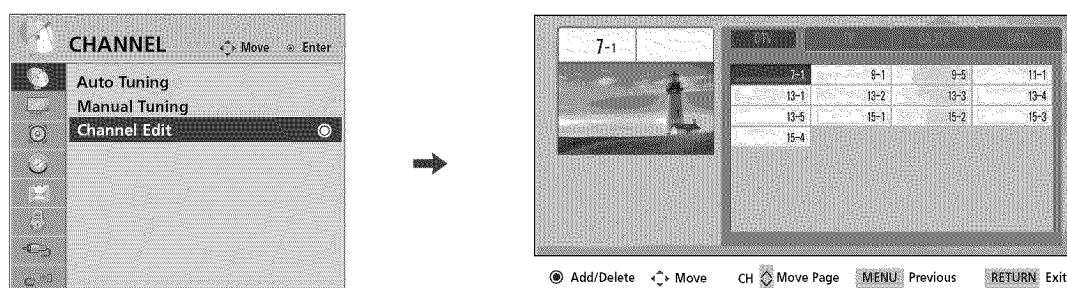 CHANNEL Move Enter
Auto Tuning
Manual Tuning
Channel Edit
7-1
7-1 9-1 9-5 11-1
13-1 13-2 13-3 13-4
13-5 15-1 15-2 15-3
15-4
Add/Delete Move CH Move Page MENU Previous RETURN Exit